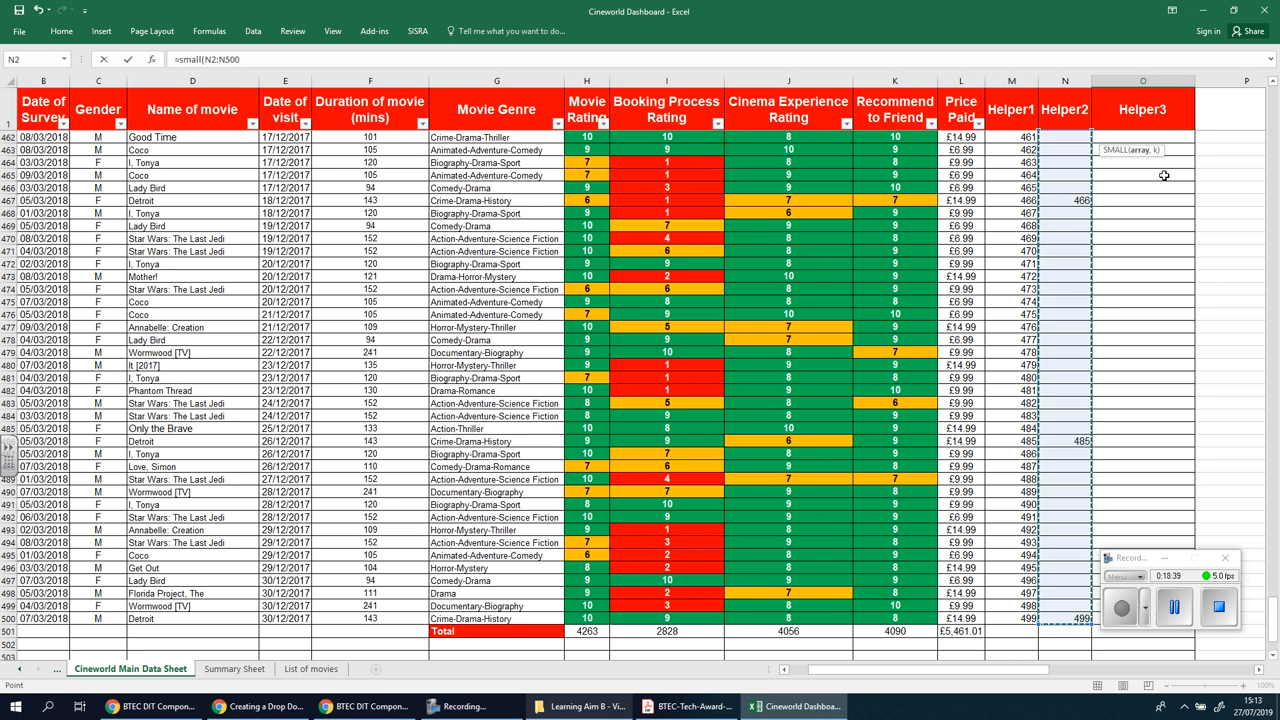 Cineworld Dashboard - Excel
File Home Insert Page Layout Formulas Data Review View Add-ins SISRA Tell me what you want to do... Sign in Share
N2 =small(N2:N500
B C D E F G H I J K L M N O P
1 Date of Survey Gender Name of movie Date of visit Duration of movie (mins) Movie Genre Movie Rating Booking Process Rating Cinema Experience Rating Recommend to Friend Price Paid Helper1 Helper2 Helper3
462 08/03/2018 M Good Time 17/12/2017 101 Crime-Drama-Thriller 10 10 8 10 £14.99 461
463 08/03/2018 M Coco 17/12/2017 105 Animated-Adventure-Comedy 9 9 10 9 £6.99 462
SMALL(array, k)
464 03/03/2018 F I, Tonya 17/12/2017 120 Biography-Drama-Sport 7 1 8 8 £9.99 463
465 03/03/2018 M Coco 17/12/2017 105 Animated-Adventure-Comedy 7 1 9 9 £6.99 464
466 03/03/2018 M Lady Bird 17/12/2017 94 Comedy-Drama 9 3 9 10 £6.99 465
467 03/03/2018 F Detroit 18/12/2017 143 Crime-Drama-History 6 1 7 7 £14.99 466 466
468 01/03/2018 M I, Tonya 18/12/2017 120 Biography-Drama-Sport 9 1 6 9 £9.99 467
469 05/03/2018 F Lady Bird 19/12/2017 94 Comedy-Drama 10 7 9 8 £6.99 468
470 08/03/2018 M Star Wars: The Last Jedi 19/12/2017 152 Action-Adventure-Science Fiction 10 4 8 8 £9.99 469
471 04/03/2018 F Star Wars: The Last Jedi 19/12/2017 152 Action-Adventure-Science Fiction 10 6 8 9 £9.99 470
472 02/03/2018 F I, Tonya 20/12/2017 120 Biography-Drama-Sport 9 9 8 9 £9.99 471
473 08/03/2018 M Mother! 20/12/2017 121 Drama-Horror-Mystery 10 2 10 9 £14.99 472
474 05/03/2018 F Star Wars: The Last Jedi 20/12/2017 152 Action-Adventure-Science Fiction 6 6 8 9 £9.99 473
475 07/03/2018 F Coco 20/12/2017 105 Animated-Adventure-Comedy 9 8 8 8 £6.99 474
476 05/03/2018 F Coco 21/12/2017 105 Animated-Adventure-Comedy 7 9 10 10 £6.99 475
477 09/03/2018 F Annabelle: Creation 21/12/2017 109 Horror-Mystery-Thriller 10 5 7 9 £14.99 476
478 04/03/2018 F Lady Bird 22/12/2017 94 Comedy-Drama 9 9 7 9 £6.99 477
479 04/03/2018 M Wormwood [TV] 22/12/2017 241 Documentary-Biography 9 10 8 7 £9.99 478
480 07/03/2018 M It [2017] 23/12/2017 135 Horror-Mystery-Thriller 9 1 8 9 £14.99 479
481 04/03/2018 F I, Tonya 23/12/2017 120 Biography-Drama-Sport 7 1 8 9 £9.99 480
482 04/03/2018 F Phantom Thread 23/12/2017 130 Drama-Romance 10 1 8 10 £9.99 481
483 05/03/2018 M Star Wars: The Last Jedi 24/12/2017 152 Action-Adventure-Science Fiction 8 5 8 6 £9.99 482
484 03/03/2018 M Star Wars: The Last Jedi 24/12/2017 152 Action-Adventure-Science Fiction 8 9 8 9 £9.99 483
485 07/03/2018 F Only the Brave 25/12/2017 133 Action-Thriller 10 8 10 8 £14.99 484
05/03/2018 F Detroit 26/12/2017 143 Crime-Drama-History 9 9 6 9 £14.99 485 485
05/03/2018 M I, Tonya 26/12/2017 120 Biography-Drama-Sport 10 7 9 8 £9.99 486
07/03/2018 F Love, Simon 26/12/2017 110 Comedy-Drama-Romance 7 6 9 8 £9.99 487
489 01/03/2018 M Star Wars: The Last Jedi 27/12/2017 152 Action-Adventure-Science Fiction 10 4 7 7 £9.99 488
490 07/03/2018 M Wormwood [TV] 28/12/2017 241 Documentary-Biography 7 7 9 8 £9.99 489
491 05/03/2018 F I, Tonya 28/12/2017 120 Biography-Drama-Sport 8 10 8 8 £9.99 490
492 06/03/2018 F Star Wars: The Last Jedi 28/12/2017 152 Action-Adventure-Science Fiction 10 9 9 8 £6.99 491
493 02/03/2018 M Annabelle: Creation 29/12/2017 109 Horror-Mystery-Thriller 9 1 8 9 £14.99 492
494 05/03/2018 M Star Wars: The Last Jedi 29/12/2017 152 Action-Adventure-Science Fiction 7 3 9 9 £9.99 493
495 01/03/2018 F Coco 29/12/2017 105 Animated-Adventure-Comedy 6 2 8 9 £6.99 494
496 03/03/2018 M Get Out 29/12/2017 104 Horror-Mystery 8 2 8 8 £14.99 495
497 07/03/2018 F Lady Bird 30/12/2017 94 Comedy-Drama 9 10 8 9 £6.99 496
498 05/03/2018 M Florida Project, The 30/12/2017 111 Drama 9 2 7 8 £14.99 497
499 04/03/2018 F Wormwood [TV] 30/12/2017 241 Documentary-Biography 10 3 8 10 £9.99 498
500 07/03/2018 M Detroit 30/12/2017 143 Crime-Drama-History 10 9 8 9 £14.99 499 499
501 Total 4263 2828 4056 4090 £5,461.01
502
503
Record...
Menu 0:18:39 5.0 fps
... Cineworld Main Data Sheet Summary Sheet List of movies
Point 100%
BTEC DIT Compon... Creating a Drop Do... BTEC DIT Compon... Recording... Learning Aim B - Vi... BTEC-Tech-Award-... Cineworld Dashboa... 15:13
27/07/2019